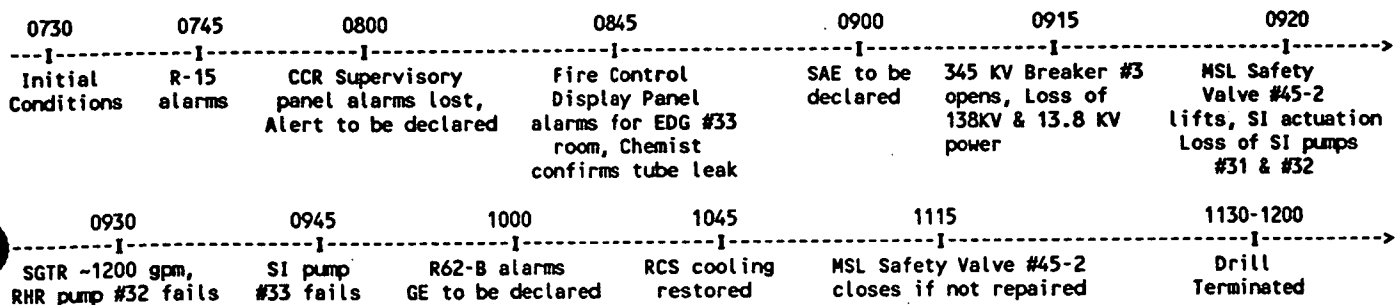 0730 0745 0800 0845 0900 0915 0920
---I---------------I----------------I-------------------------I------------------------I-------------------I-----------------------I--------->
Initial R-15 CCR Supervisory Fire Control SAE to be 345 KV Breaker #3 MSL Safety
Conditions alarms panel alarms lost, Display Panel declared opens, Loss of Valve #45-2
Alert to be declared alarms for EDG #33 138KV & 13.8 KV lifts, SI actuation
room, Chemist power Loss of SI pumps
confirms tube leak #31 & #32
0930 0945 1000 1045 1115 1130-1200
----------I-------------------I-------------------I--------------------I---------------------I-------------------------------I------------->
SGTR ~1200 gpm, SI pump R62-B alarms RCS cooling MSL Safety Valve #45-2 Drill
RHR pump #32 fails #33 fails GE to be declared restored closes if not repaired Terminated